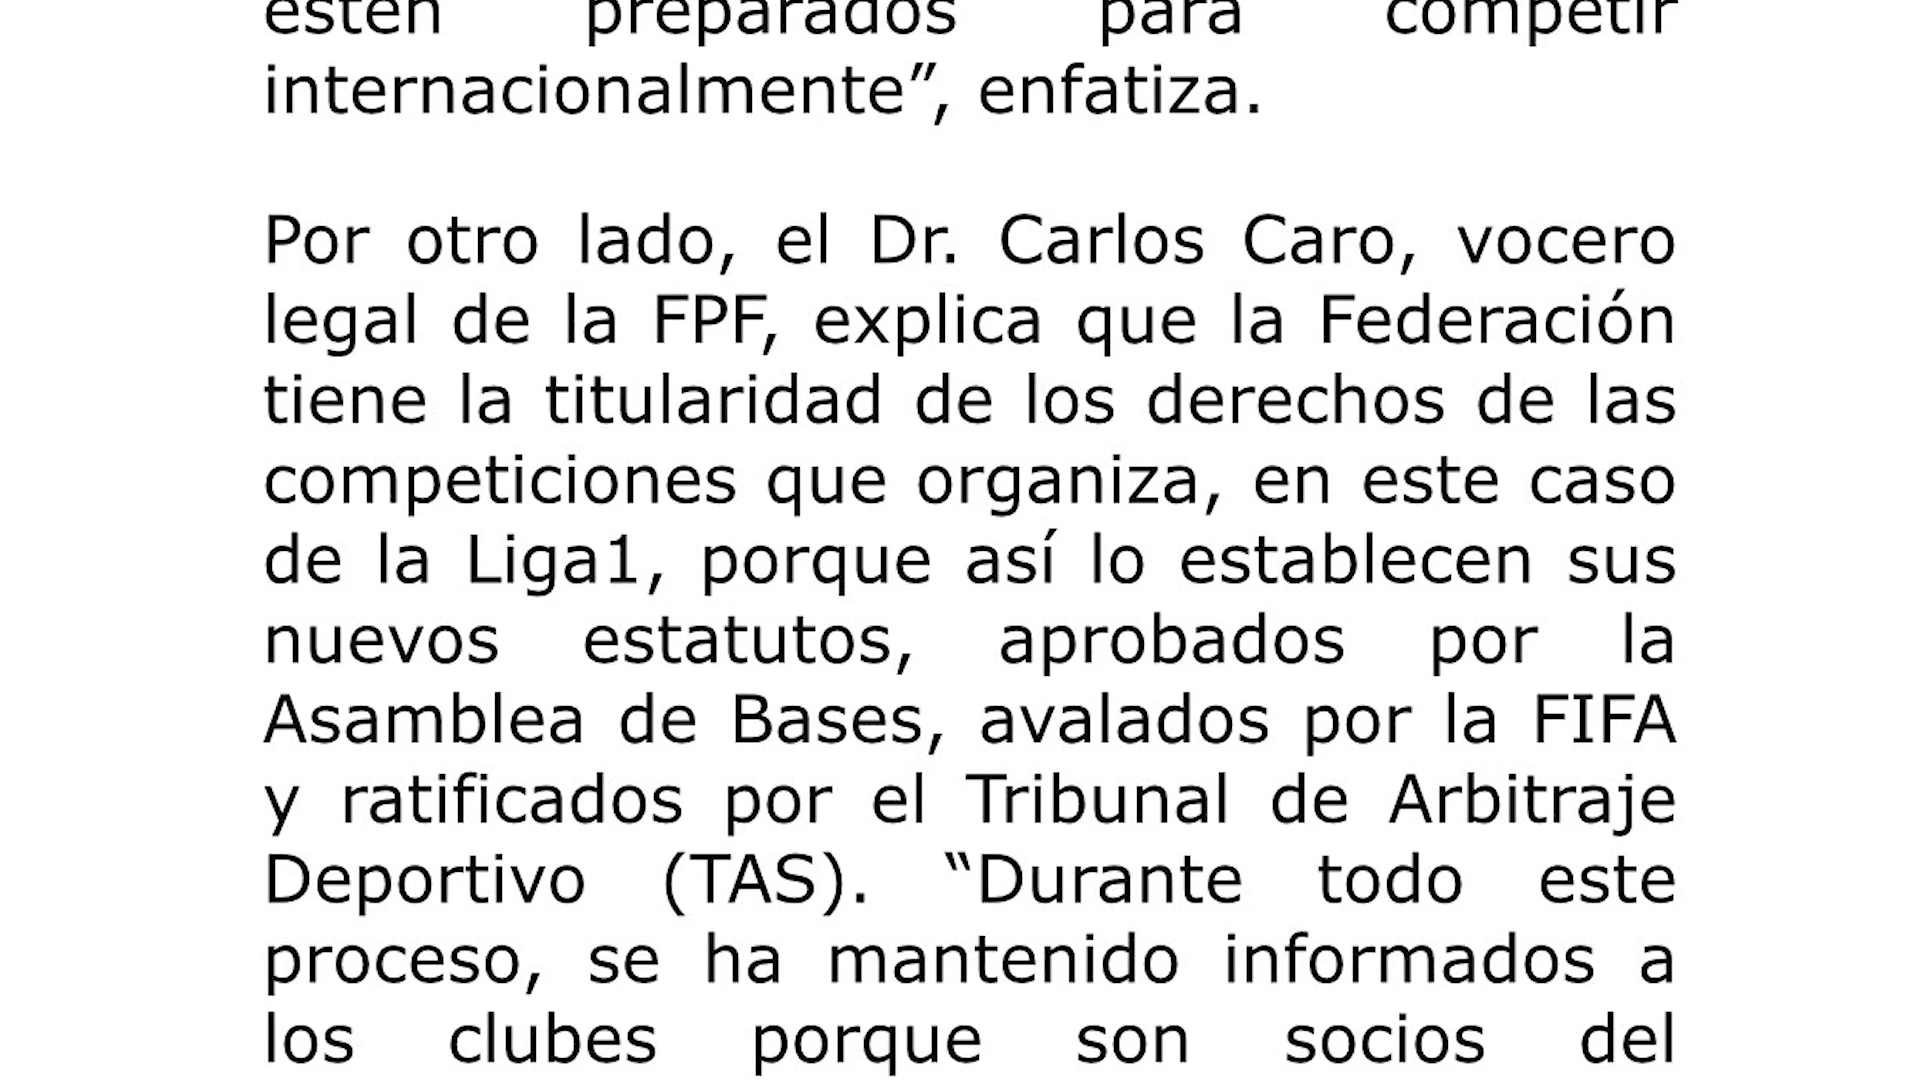 estén preparados para competir
internacionalmente”, enfatiza.
Por otro lado, el Dr. Carlos Caro, vocero
legal de la FPF, explica que la Federación
tiene la titularidad de los derechos de las
competiciones que organiza, en este caso
de la Liga1, porque así lo establecen sus
nuevos estatutos, aprobados por la
Asamblea de Bases, avalados por la FIFA
y ratificados por el Tribunal de Arbitraje
Deportivo (TAS). “Durante todo este
proceso, se ha mantenido informados a
los clubes porque son socios del